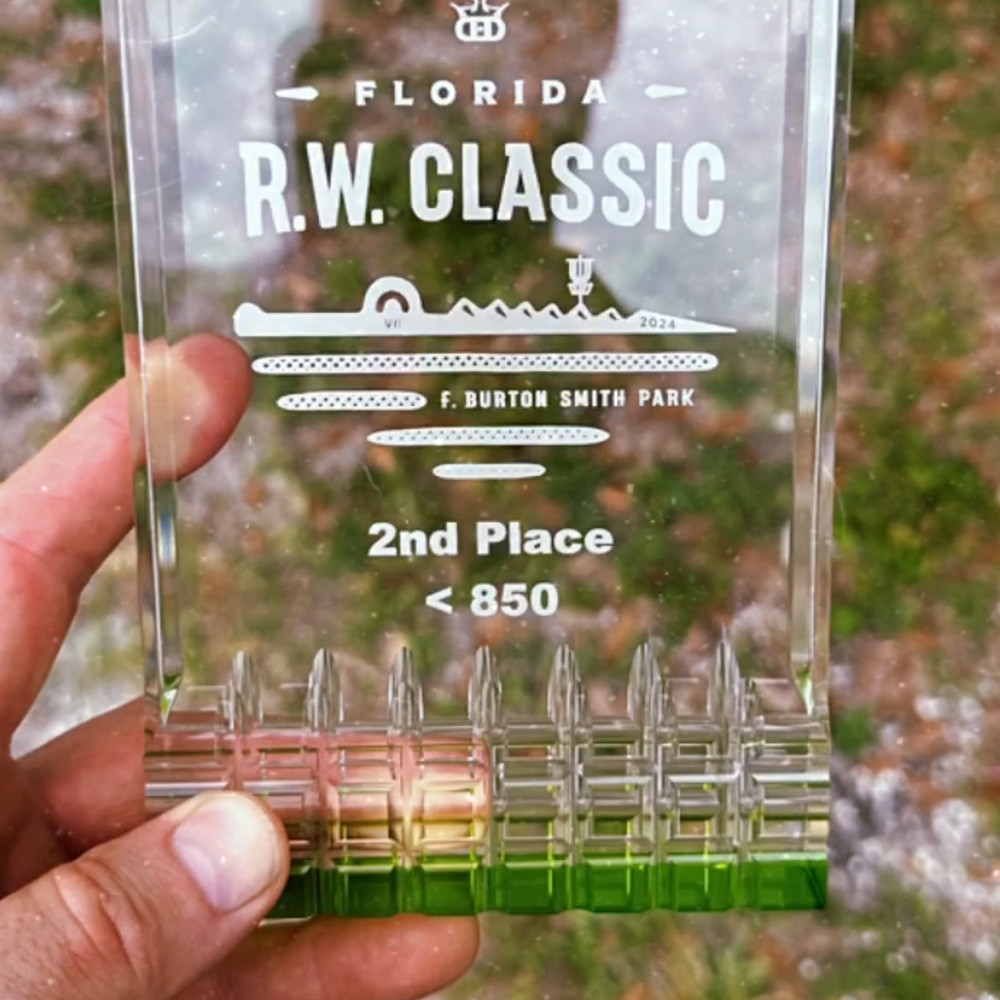 FLORIDA
R.W. CLASSIC
VII 2024
F. BURTON SMITH PARK
2nd Place
< 850